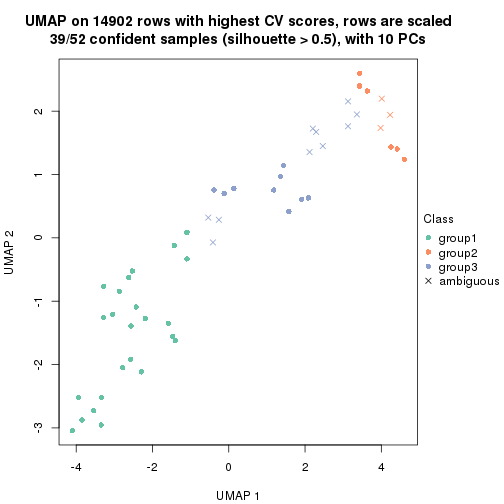 UMAP on 14902 rows with highest CV scores, rows are scaled
39/52 confident samples (silhouette > 0.5), with 10 PCs
2
1
0
-1
-2
-3
UMAP 2
-4
-2
0
2
4
UMAP 1
Class
group1
group2
group3
ambiguous